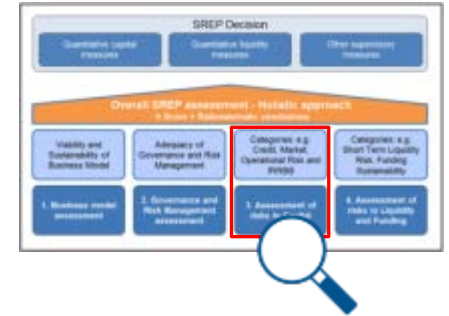 SREP Decision
Quantitative capital
measures
Quantitative liquidity
measures
Other supervisory
measures
Overall SREP assessment - Holistic approach
Viability and
Sustainability of
Business Model
Adequacy of
Governance and Risk
Management
Categories: e.g.
Credit, Market,
Operational Risk and
IRRBB
Categories: e.g.
Short Term Liquidity
Risk, Funding
Sustainability
1. Business model
assessment
2. Governance and
Risk Management
assessment
3. Assessment of
risks to Capital
4. Assessment of
risks to Liquidity
and Funding